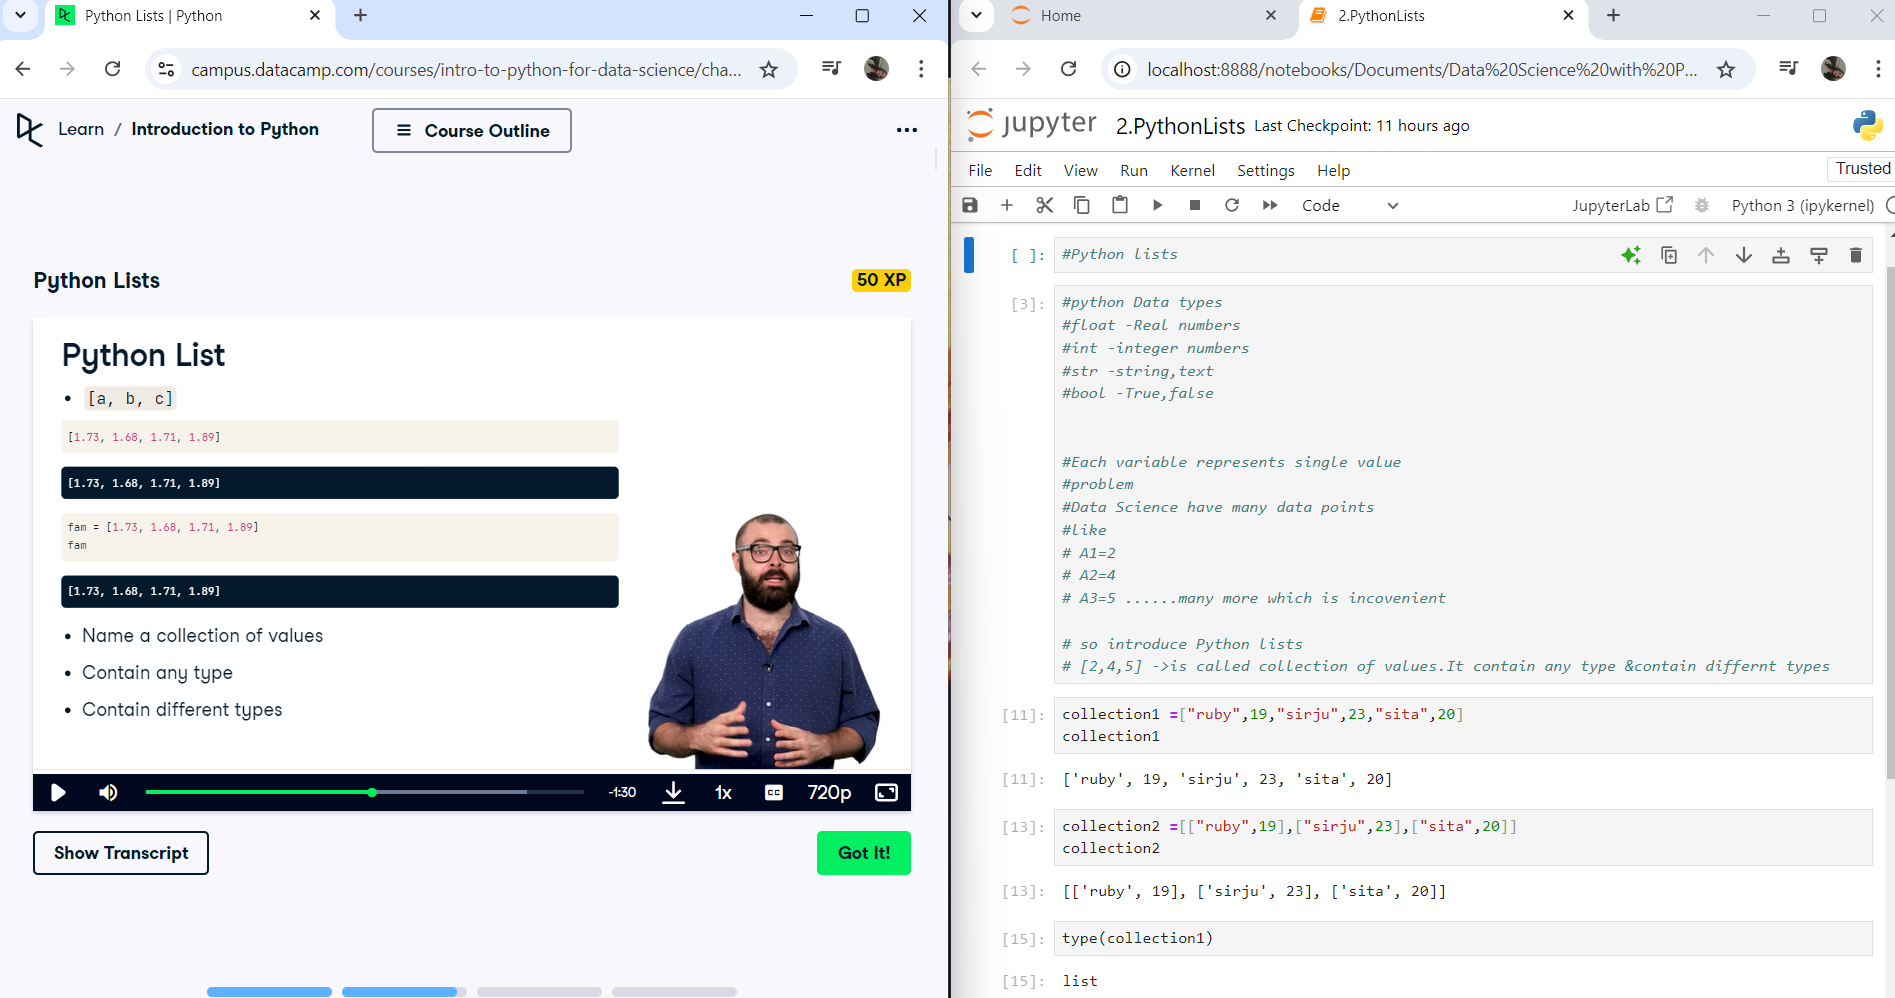 Python Lists | Python
campus.datacamp.com/courses/intro-to-python-for-data-science/cha...
Learn / Introduction to Python
Course Outline
Python Lists
50 XP
Python List
[a, b, c]
[1.73, 1.68, 1.71, 1.89]
[1.73, 1.68, 1.71, 1.89]
fam = [1.73, 1.68, 1.71, 1.89]
fam
[1.73, 1.68, 1.71, 1.89]
Name a collection of values
Contain any type
Contain different types
-1:30
1x
CC
720p
Show Transcript
Got It!
Home
2.PythonLists
localhost:8888/notebooks/Documents/Data%20Science%20with%20P...
jupyter 2.PythonLists Last Checkpoint: 11 hours ago
File Edit View Run Kernel Settings Help
Trusted
Code
JupyterLab
Python 3 (ipykernel)
[ ]: #Python lists
[3]: #python Data types
#float -Real numbers
#int -integer numbers
#str -string,text
#bool -True,false
#Each variable represents single value
#problem
#Data Science have many data points
#like
# A1=2
# A2=4
# A3=5 ......many more which is incovenient
# so introduce Python lists
# [2,4,5] ->is called collection of values.It contain any type &contain differnt types
[11]: collection1 =["ruby",19,"sirju",23,"sita",20]
collection1
[11]: ['ruby', 19, 'sirju', 23, 'sita', 20]
[13]: collection2 =[["ruby",19],["sirju",23],["sita",20]]
collection2
[13]: [['ruby', 19], ['sirju', 23], ['sita', 20]]
[15]: type(collection1)
[15]: list